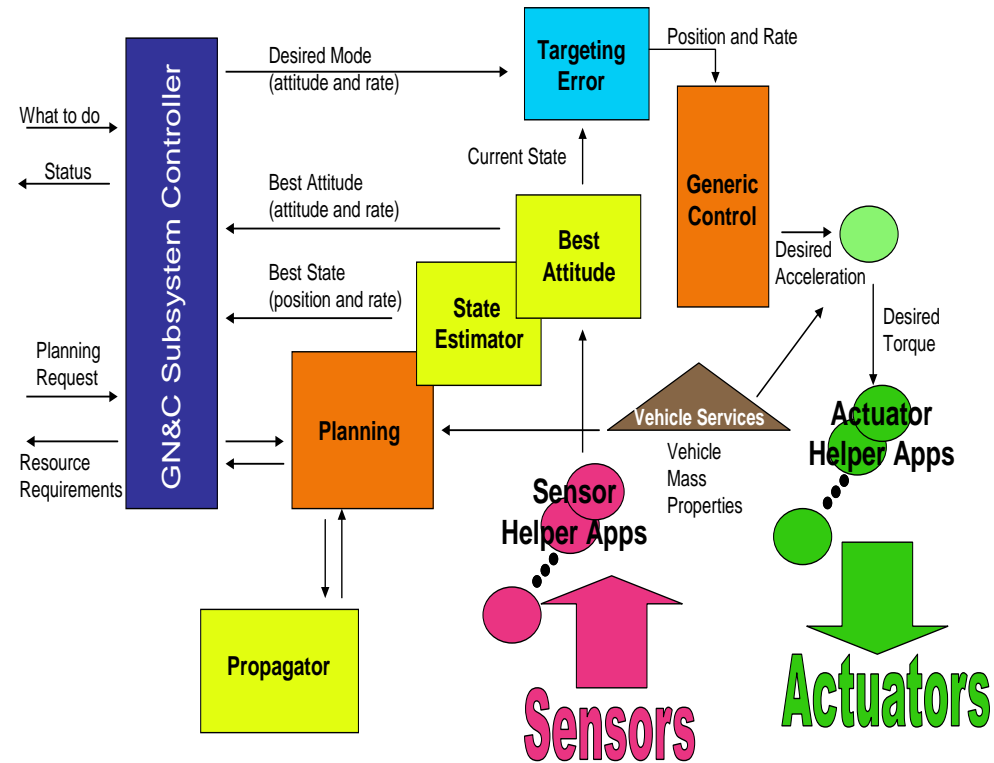 GN&C Subsystem Controller
What to do
Status
Planning
Request
Resource
Requirements
Desired Mode
(attitude and rate)
Best Attitude
(attitude and rate)
Best State
(position and rate)
Targeting
Error
Position and Rate
Current State
Generic
Control
Best
Attitude
State
Estimator
Planning
Propagator
Desired
Acceleration
Desired
Torque
Vehicle Services
Vehicle
Mass
Properties
Sensor
Helper Apps
Actuator
Helper Apps
Sensors
Actuators